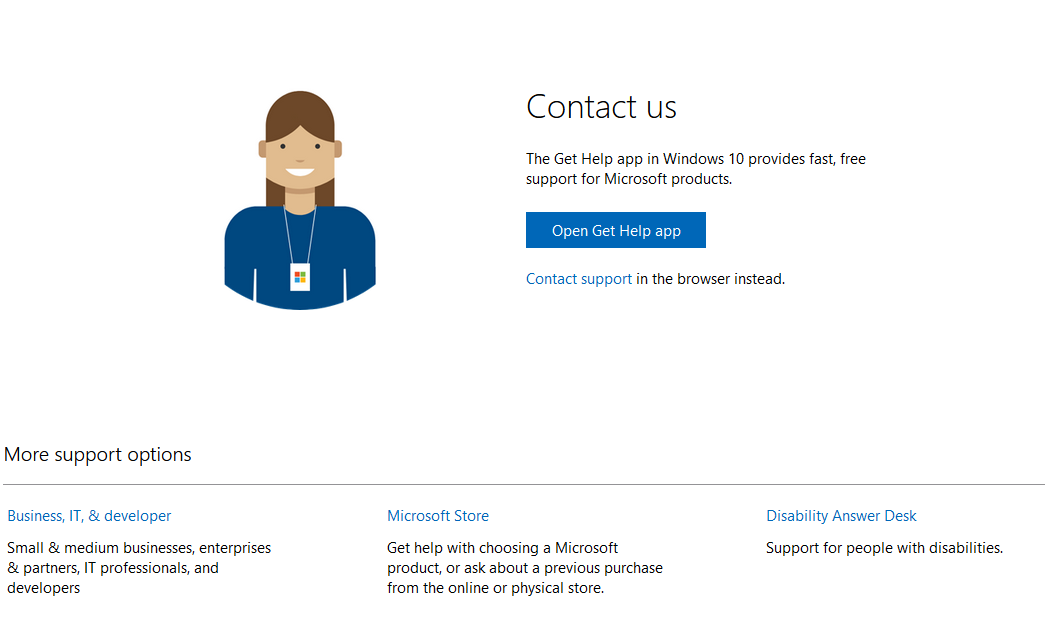 Contact us
The Get Help app in Windows 10 provides fast, free
support for Microsoft products.
Open Get Help app
Contact support in the browser instead.
More support options
Business, IT, & developer
Small & medium businesses, enterprises
& partners, IT professionals, and
developers
Microsoft Store
Get help with choosing a Microsoft
product, or ask about a previous purchase
from the online or physical store.
Disability Answer Desk
Support for people with disabilities.